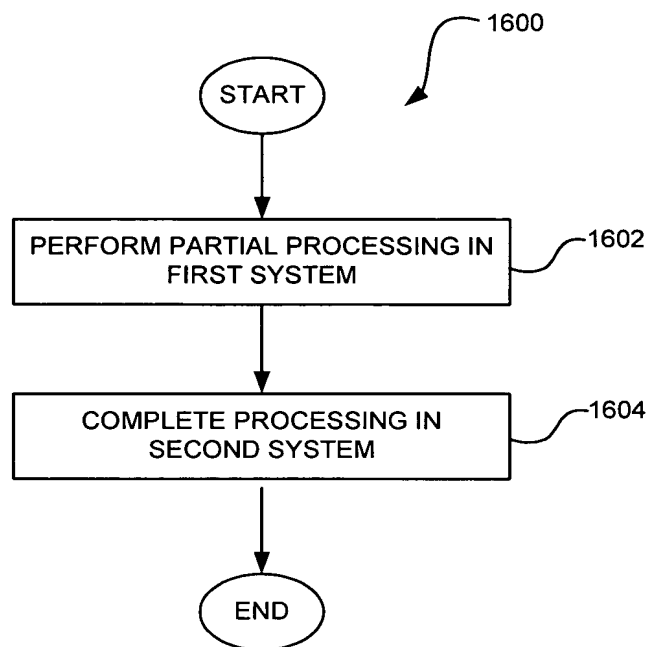 1600
START
PERFORM PARTIAL PROCESSING IN
FIRST SYSTEM
1602
COMPLETE PROCESSING IN
SECOND SYSTEM
1604
END